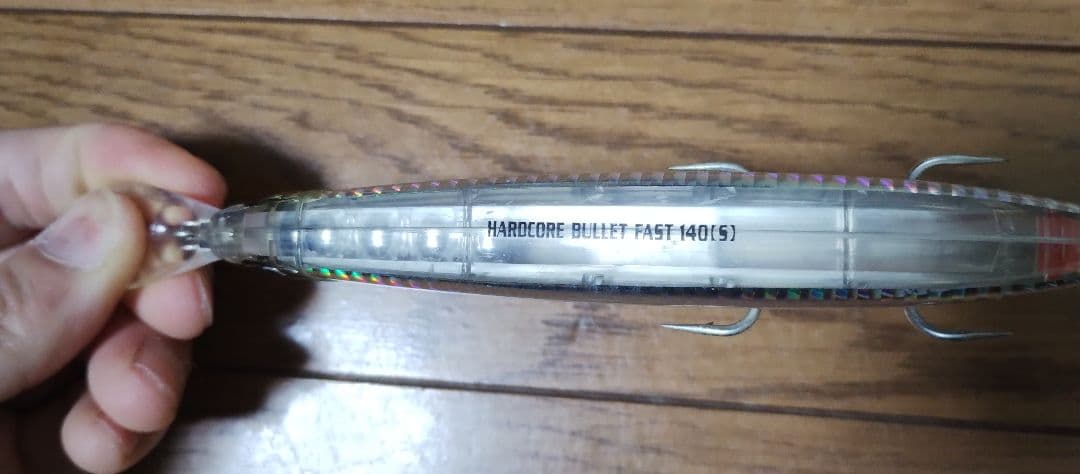 HARDCORE BULLET FAST 140(S)